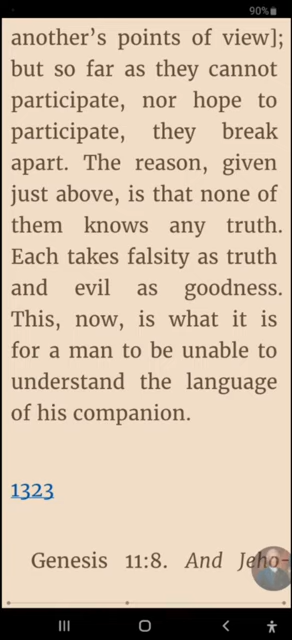 90%
another's points of view];
but so far as they cannot
participate, nor hope to
participate, they break
apart. The reason, given
just above, is that none of
them knows any truth.
Each takes falsity as truth
and evil as goodness.
This, now, is what it is
for a man to be unable to
understand the language
of his companion.
1323
Genesis 11:8. And Jeho-